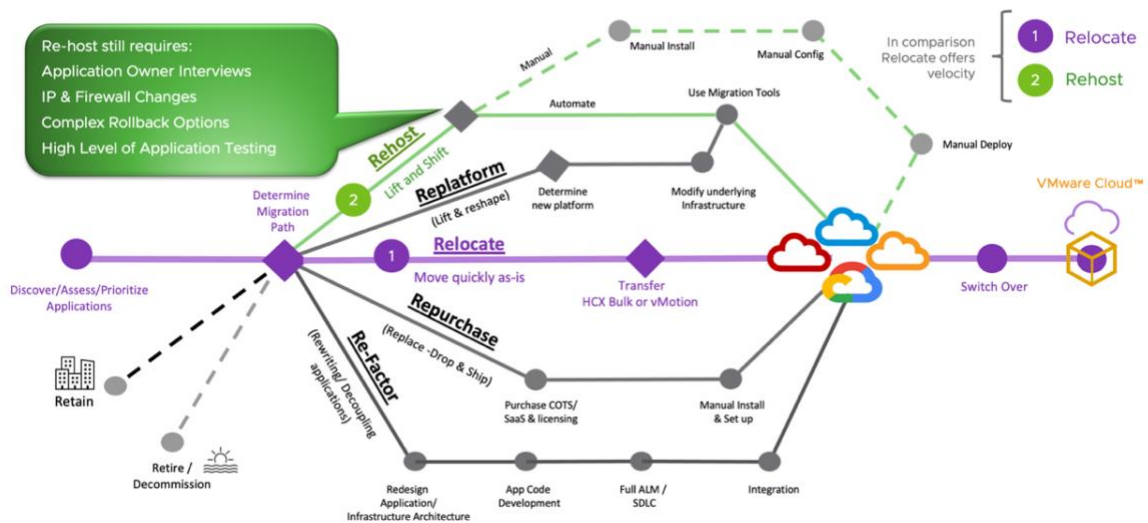 Re-host still requires:
Application Owner Interviews
IP & Firewall Changes
Complex Rollback Options
High Level of Application Testing
Manual
Manual Install
Manual Config
Manual Deploy
In comparison
Relocate offers
velocity
1 Relocate
2 Rehost
Automate
Use Migration Tools
Rehost
Lift and Shift
2
Replatform
(Lift & reshape)
Determine
new platform
Modify underlying
Infrastructure
Determine
Migration
Path
VMware Cloud™
Discover/Assess/Prioritize
Applications
1
Relocate
Move quickly as-is
Transfer
HCX Bulk or vMotion
Switch Over
Repurchase
(Replace -Drop & Ship)
Purchase COTS/
SaaS & licensing
Manual Install
& Set up
Re-Factor
(Rewriting/ Decoupling
applications)
Redesign
Application/
Infrastructure Architecture
App Code
Development
Full ALM /
SDLC
Integration
Retain
Retire /
Decommission